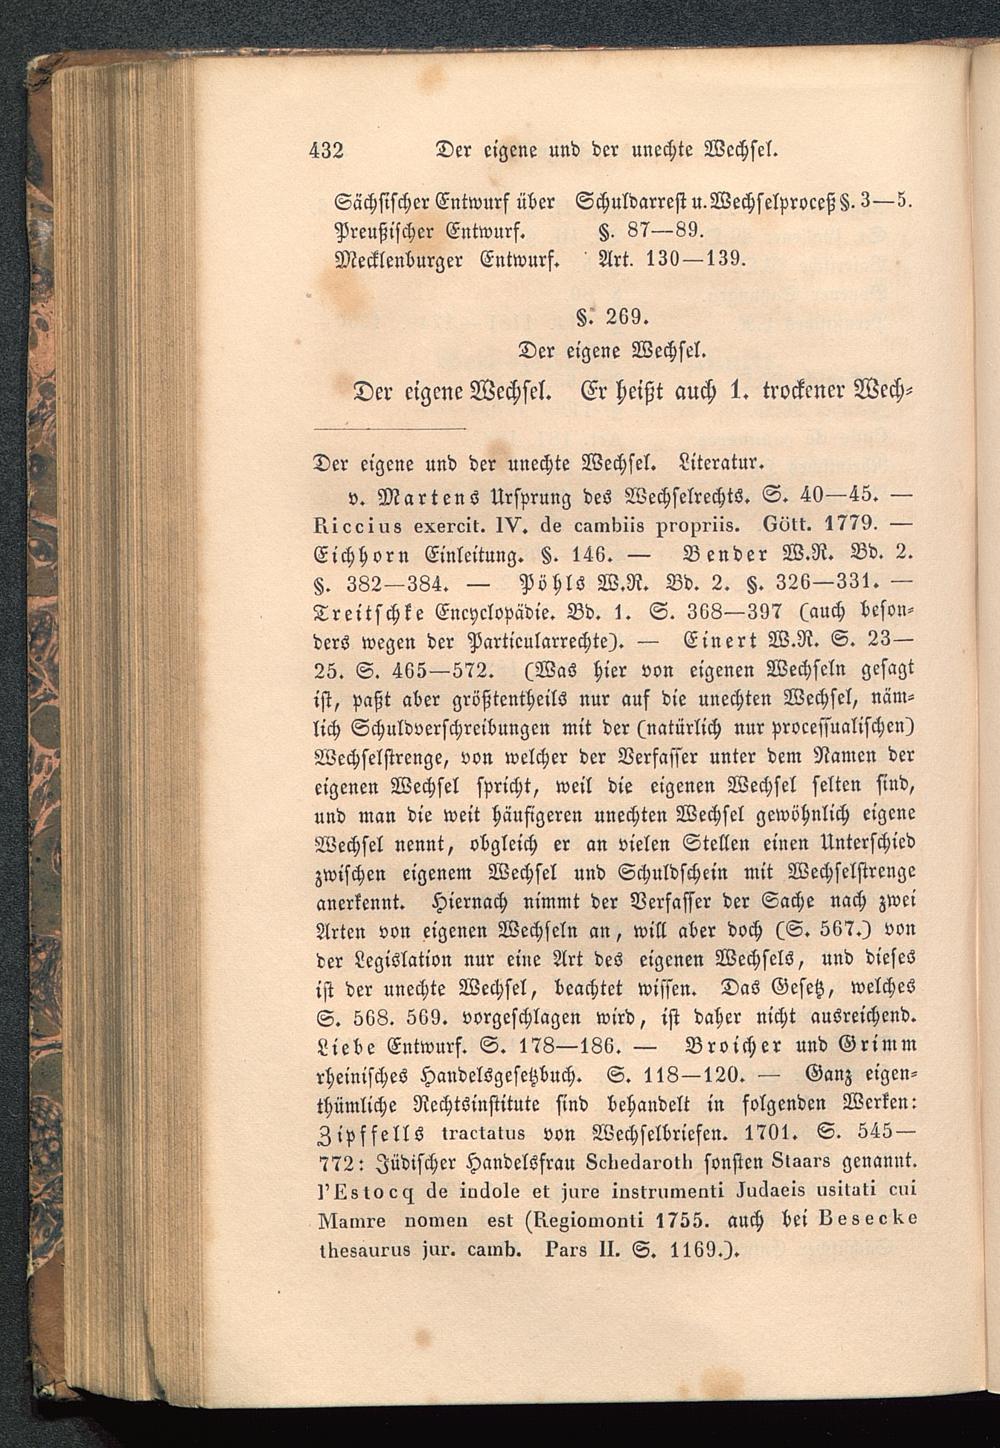 432 Der eigene und der unechte Wechsel.
Sächsischer Entwurf über Schuldarrest u. Wechselproceß §. 3—5.
Preußischer Entwurf. §. 87—89.
Mecklenburger Entwurf. Art. 130—139.
§. 269.
Der eigene Wechsel.
Der eigene Wechsel. Er heißt auch 1. trockener Wech-
Der eigene und der unechte Wechsel. Literatur.
v. Martens Ursprung des Wechselrechts. S. 40—45. —
Riccius exercit. IV. de cambiis propriis. Gött. 1779. —
Eichhorn Einleitung. §. 146. — Bender W.R. Bd. 2.
§. 382—384. — Pöhls W.R. Bd. 2. §. 326—331. —
Treitschke Encyclopädie. Bd. 1. S. 368—397 (auch beson-
ders wegen der Particularrechte). — Einert W.R. S. 23—
25. S. 465—572. (Was hier von eigenen Wechseln gesagt
ist, paßt aber größtentheils nur auf die unechten Wechsel, näm-
lich Schuldverschreibungen mit der (natürlich nur processualischen)
Wechselstrenge, von welcher der Verfasser unter dem Namen der
eigenen Wechsel spricht, weil die eigenen Wechsel selten sind,
und man die weit häufigeren unechten Wechsel gewöhnlich eigene
Wechsel nennt, obgleich er an vielen Stellen einen Unterschied
zwischen eigenem Wechsel und Schuldschein mit Wechselstrenge
anerkennt. Hiernach nimmt der Verfasser der Sache nach zwei
Arten von eigenen Wechseln an, will aber doch (S. 567.) von
der Legislation nur eine Art des eigenen Wechsels, und dieses
ist der unechte Wechsel, beachtet wissen. Das Gesetz, welches
S. 568. 569. vorgeschlagen wird, ist daher nicht ausreichend.
Liebe Entwurf. S. 178—186. — Broicher und Grimm
rheinisches Handelsgesetzbuch. S. 118—120. — Ganz eigen-
thümliche Rechtsinstitute sind behandelt in folgenden Werken:
Zipffells tractatus von Wechselbriefen. 1701. S. 545—
772: Jüdischer Handelsfrau Schedaroth sonsten Staars genannt.
l'Estocq de indole et jure instrumenti Judaeis usitati cui
Mamre nomen est (Regiomonti 1755. auch bei Besecke
thesaurus jur. camb. Pars II. S. 1169.).